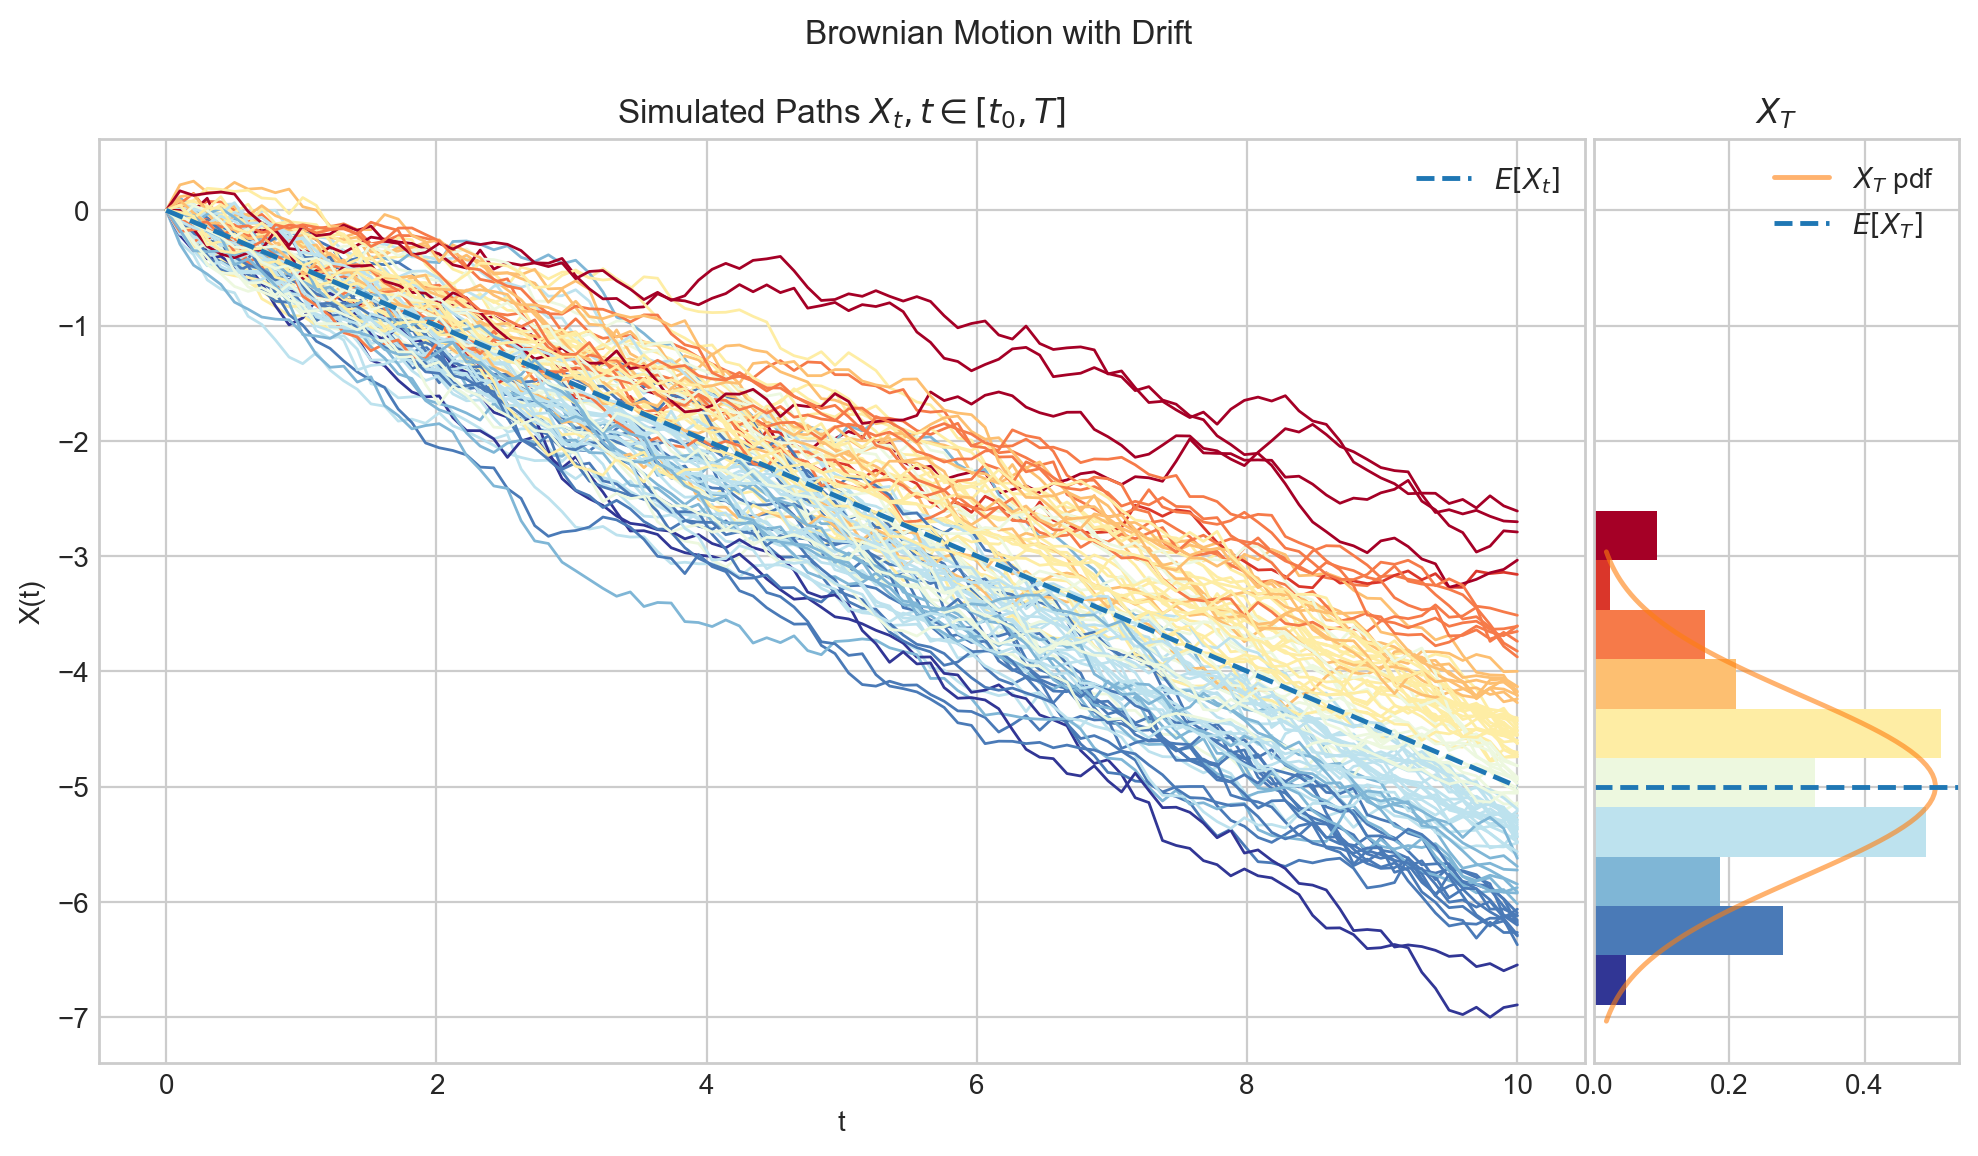 Brownian Motion with Drift
Simulated Paths $X_t, t \in [t_0, T]$
$X_T$
$E[X_t]$
$X_T$ pdf
$E[X_T]$
X(t)
0
−1
−2
−3
−4
−5
−6
−7
0 2 4 6 8 10
0.0 0.2 0.4
t